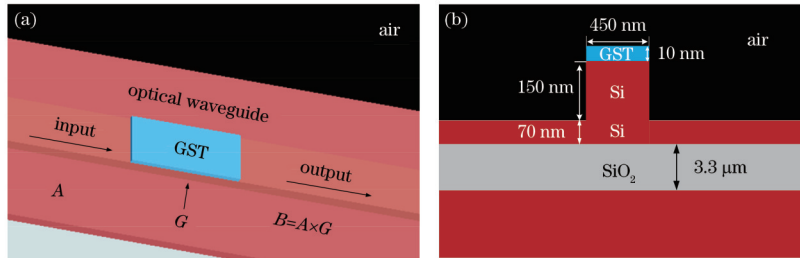 (a)
air
optical waveguide
input
GST
output
A
G
B=A×G
(b)
450 nm
air
GST
10 nm
150 nm
Si
70 nm
Si
SiO₂
3.3 μm